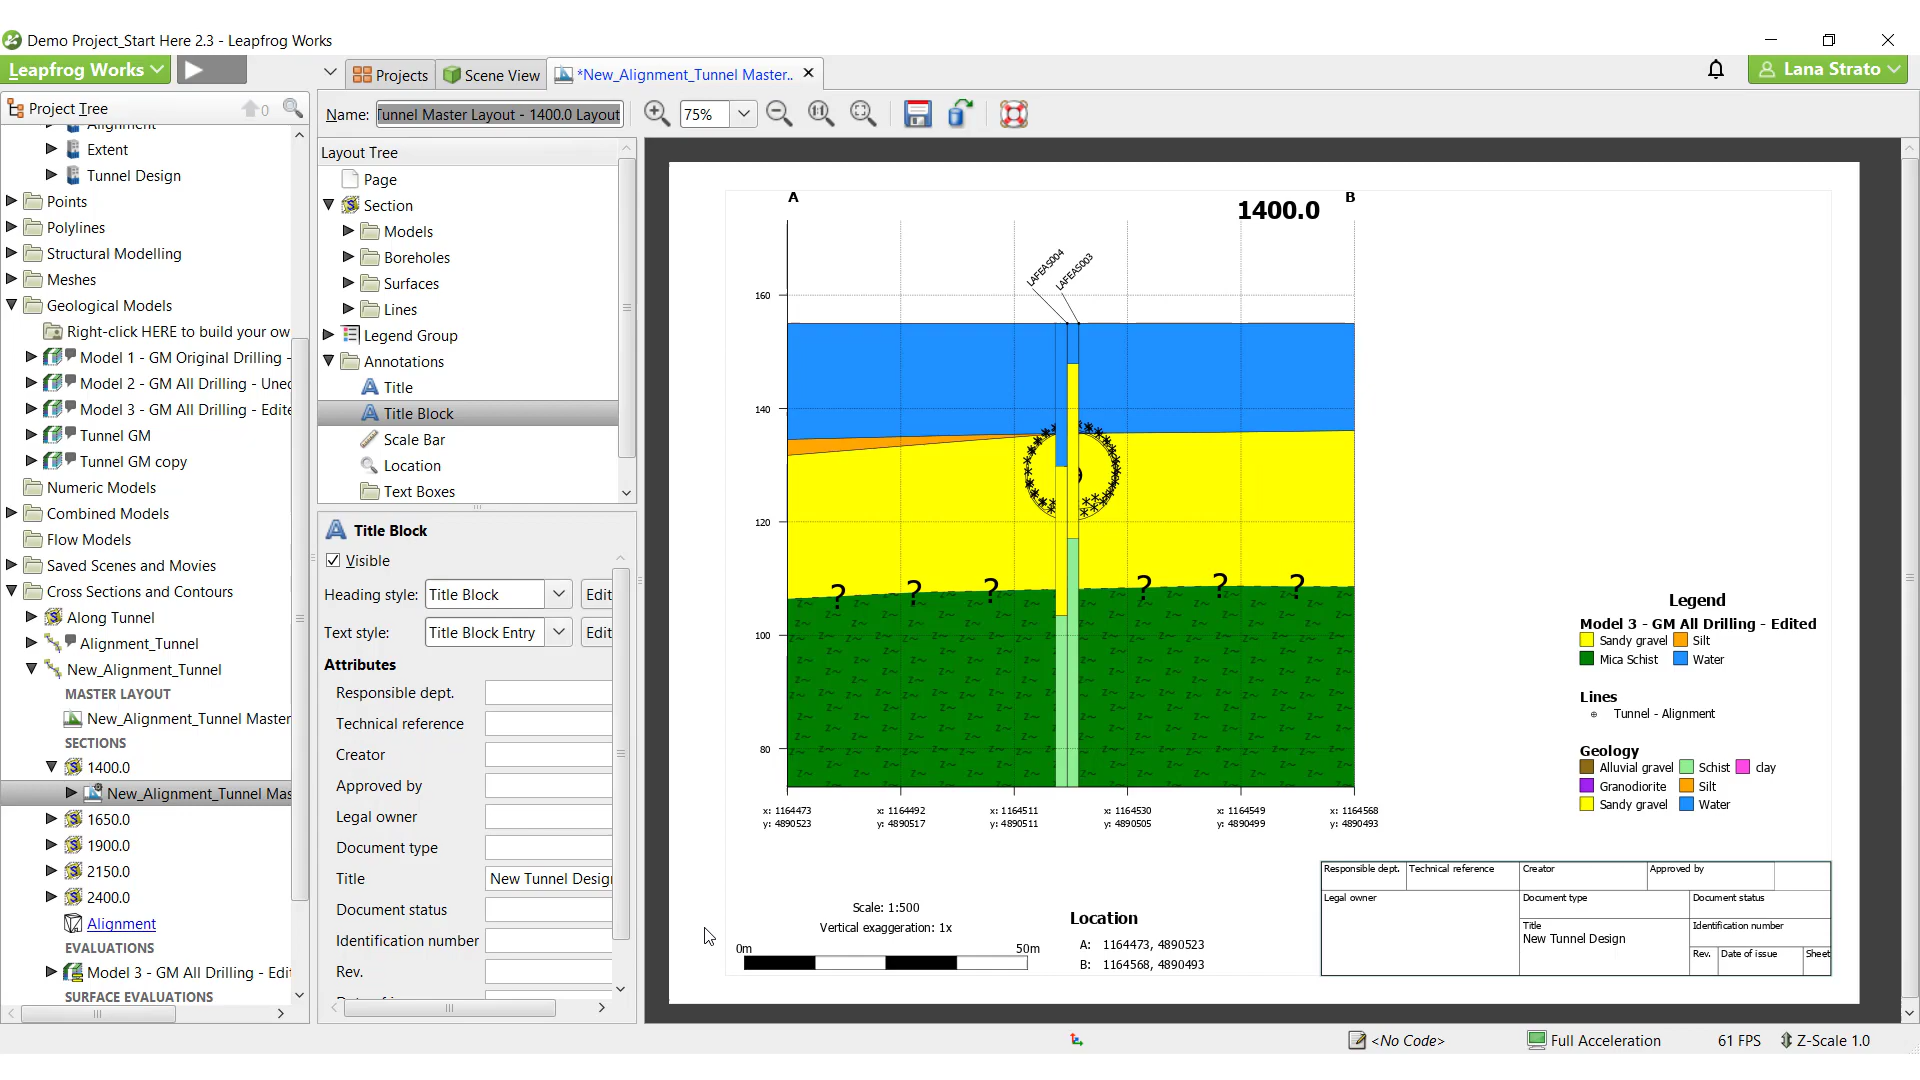 Demo Project_Start Here 2.3 - Leapfrog Works
Leapfrog Works
Projects
Scene View
*New_Alignment_Tunnel Master..
Lana Strato
Project Tree
0
Name:
Tunnel Master Layout - 1400.0 Layout
75%
Alignment
Extent
Tunnel Design
Points
Polylines
Structural Modelling
Meshes
Geological Models
Right-click HERE to build your ow
Model 1 - GM Original Drilling -
Model 2 - GM All Drilling - Uned
Model 3 - GM All Drilling - Edite
Tunnel GM
Tunnel GM copy
Numeric Models
Combined Models
Flow Models
Saved Scenes and Movies
Cross Sections and Contours
Along Tunnel
Alignment_Tunnel
New_Alignment_Tunnel
MASTER LAYOUT
New_Alignment_Tunnel Master
SECTIONS
1400.0
New_Alignment_Tunnel Mas
1650.0
1900.0
2150.0
2400.0
Alignment
EVALUATIONS
Model 3 - GM All Drilling - Edit
SURFACE EVALUATIONS
Layout Tree
Page
Section
Models
Boreholes
Surfaces
Lines
Legend Group
Annotations
Title
Title Block
Scale Bar
Location
Text Boxes
Title Block
Visible
Heading style:
Title Block
Edit
Text style:
Title Block Entry
Edit
Attributes
Responsible dept.
Technical reference
Creator
Approved by
Legal owner
Document type
Title
New Tunnel Desig
Document status
Identification number
Rev.
A
B
1400.0
LAFEAS004
LAFEAS003
160
140
120
100
80
? ? ? ? ? ?
x: 1164473
y: 4890523
x: 1164492
y: 4890517
x: 1164511
y: 4890511
x: 1164530
y: 4890505
x: 1164549
y: 4890499
x: 1164568
y: 4890493
Legend
Model 3 - GM All Drilling - Edited
Sandy gravel
Silt
Mica Schist
Water
Lines
Tunnel - Alignment
Geology
Alluvial gravel
Schist
clay
Granodiorite
Silt
Sandy gravel
Water
Scale: 1:500
Vertical exaggeration: 1x
0m
50m
Location
A: 1164473, 4890523
B: 1164568, 4890493
Responsible dept.
Technical reference
Creator
Approved by
Legal owner
Document type
Document status
Title
New Tunnel Design
Identification number
Rev.
Date of issue
Sheet
<No Code>
Full Acceleration
61 FPS
Z-Scale 1.0